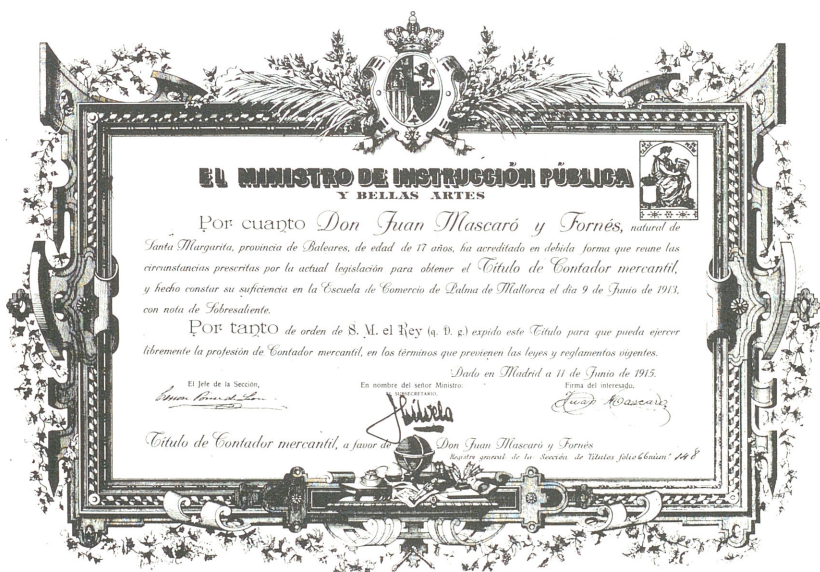 EL MINISTRO DE INSTRUCCIÓN PÚBLICA
Y BELLAS ARTES
Por cuanto Don Juan Mascaró y Fornés, natural de
Santa Margarita, provincia de Baleares, de edad de 17 años, ha acreditado en debida forma que reune las
circunstancias prescritas por la actual legislación para obtener el Título de Contador mercantil,
y hecho constar su suficiencia en la Escuela de Comercio de Palma de Mallorca el día 9 de Junio de 1913,
con nota de Sobresaliente.
Por tanto de orden de S. M. el Rey (q. D. g.) expido este Título para que pueda ejercer
libremente la profesión de Contador mercantil, en los términos que previenen las leyes y reglamentos vigentes.
Dado en Madrid a 11 de Junio de 1915.
El Jefe de la Sección, En nombre del señor Ministro. Firma del interesado,
SUBSECRETARIO,
Juan Mascaró
Título de Contador mercantil, a favor de Don Juan Mascaró y Fornés
Registro general de la Sección de Títulos folio 66 núm.º 148